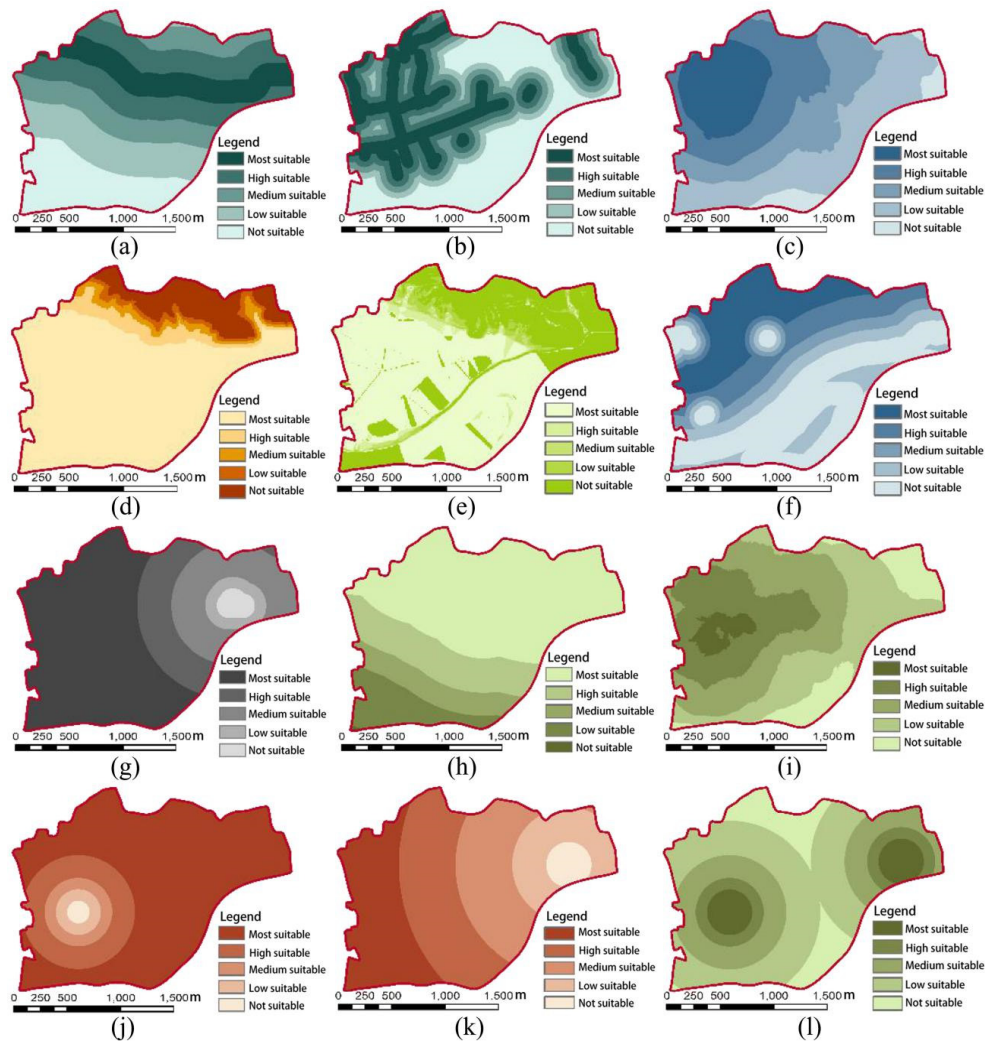 Legend
Most suitable
High suitable
Medium suitable
Low suitable
Not suitable
0 250 500 1,000 1,500 m
(a)
Legend
Most suitable
High suitable
Medium suitable
Low suitable
Not suitable
0 250 500 1,000 1,500 m
(b)
Legend
Most suitable
High suitable
Medium suitable
Low suitable
Not suitable
0 250 500 1,000 1,500 m
(c)
Legend
Most suitable
High suitable
Medium suitable
Low suitable
Not suitable
0 250 500 1,000 1,500 m
(d)
Legend
Most suitable
High suitable
Medium suitable
Low suitable
Not suitable
0 250 500 1,000 1,500 m
(e)
Legend
Most suitable
High suitable
Medium suitable
Low suitable
Not suitable
0 250 500 1,000 1,500 m
(f)
Legend
Most suitable
High suitable
Medium suitable
Low suitable
Not suitable
0 250 500 1,000 1,500 m
(g)
Legend
Most suitable
High suitable
Medium suitable
Low suitable
Not suitable
0 250 500 1,000 1,500 m
(h)
Legend
Most suitable
High suitable
Medium suitable
Low suitable
Not suitable
0 250 500 1,000 1,500 m
(i)
Legend
Most suitable
High suitable
Medium suitable
Low suitable
Not suitable
0 250 500 1,000 1,500 m
(j)
Legend
Most suitable
High suitable
Medium suitable
Low suitable
Not suitable
0 250 500 1,000 1,500 m
(k)
Legend
Most suitable
High suitable
Medium suitable
Low suitable
Not suitable
0 250 500 1,000 1,500 m
(l)